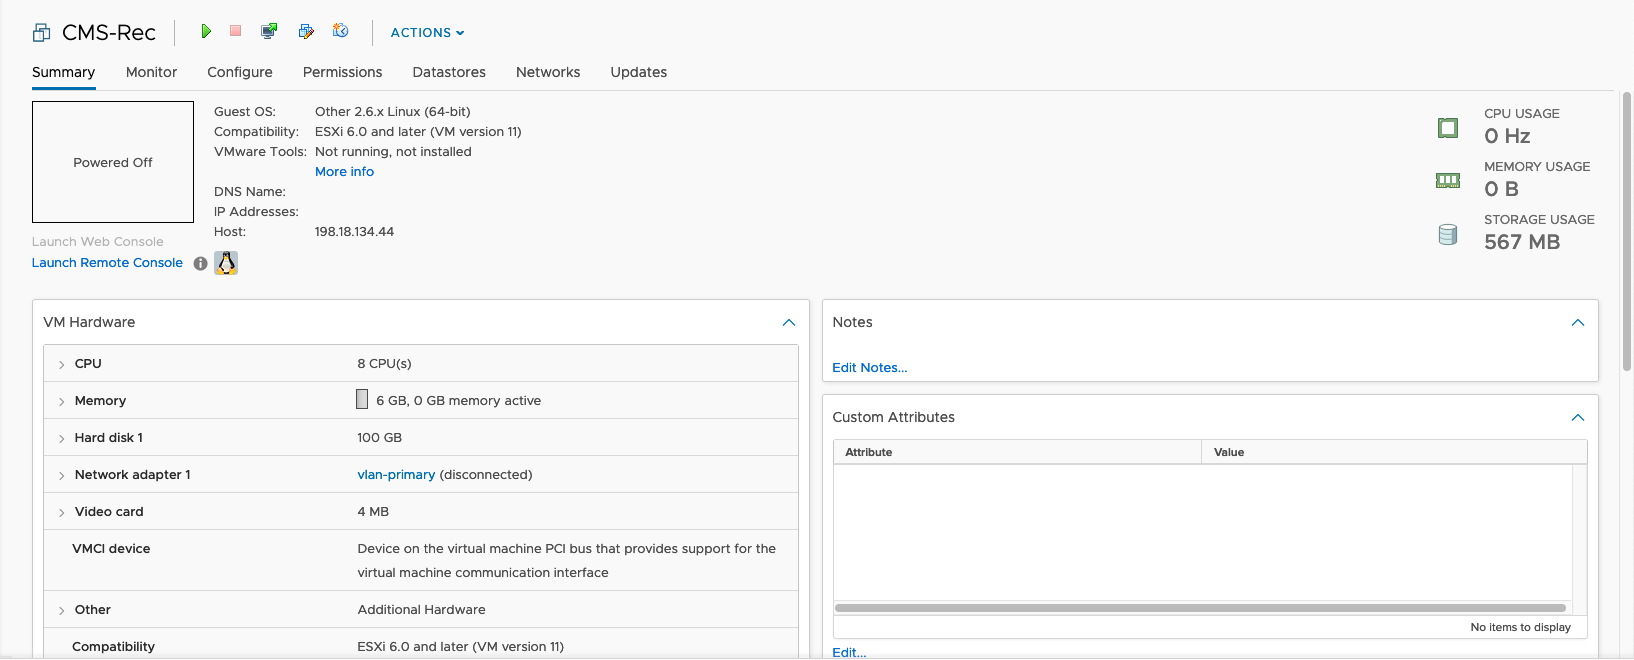 CMS-Rec
ACTIONS
Summary Monitor Configure Permissions Datastores Networks Updates
Powered Off
Guest OS: Other 2.6.x Linux (64-bit)
Compatibility: ESXi 6.0 and later (VM version 11)
VMware Tools: Not running, not installed
More info
DNS Name:
IP Addresses:
Host: 198.18.134.44
Launch Web Console
Launch Remote Console
CPU USAGE
0 Hz
MEMORY USAGE
0 B
STORAGE USAGE
567 MB
VM Hardware
CPU 8 CPU(s)
Memory 6 GB, 0 GB memory active
Hard disk 1 100 GB
Network adapter 1 vlan-primary (disconnected)
Video card 4 MB
VMCI device Device on the virtual machine PCI bus that provides support for the
virtual machine communication interface
Other Additional Hardware
Compatibility ESXi 6.0 and later (VM version 11)
Notes
Edit Notes...
Custom Attributes
Attribute Value
No items to display
Edit...